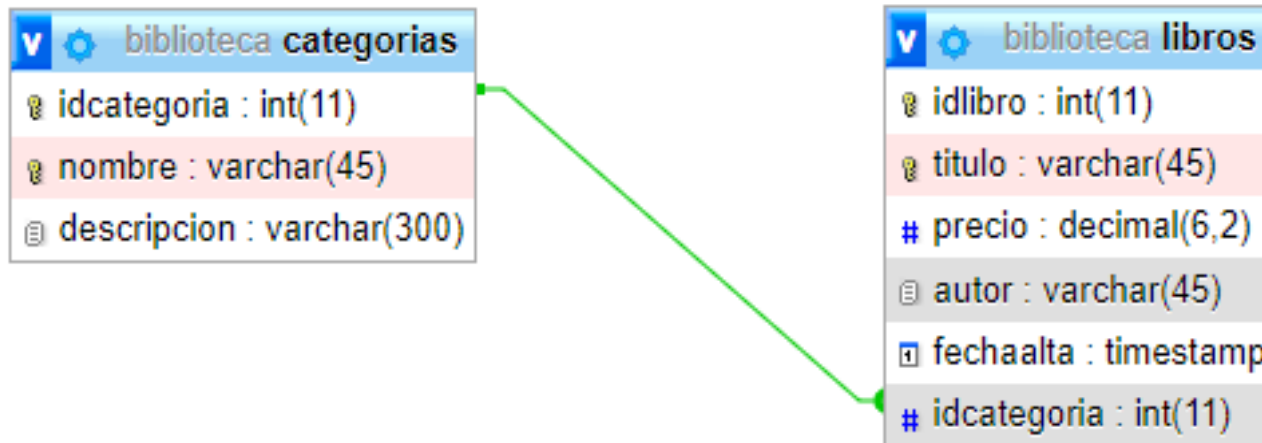 biblioteca categorias
idcategoria : int(11)
nombre : varchar(45)
descripcion : varchar(300)
biblioteca libros
idlibro : int(11)
titulo : varchar(45)
# precio : decimal(6,2)
autor : varchar(45)
fechaalta : timestamp
# idcategoria : int(11)